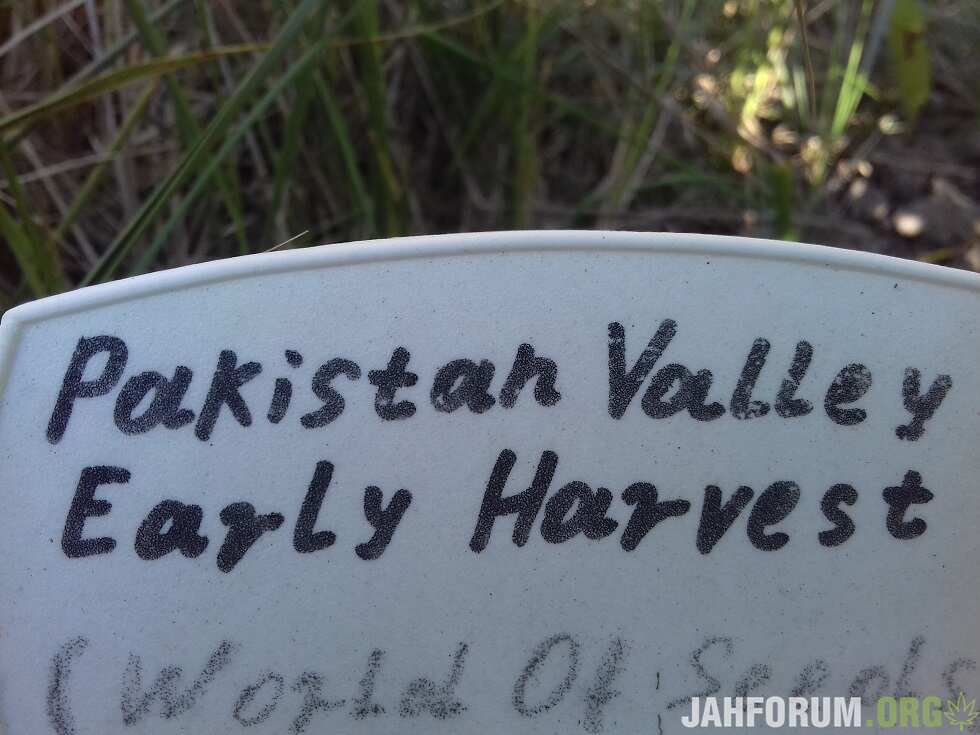 Pakistan Valley
Early Harvest
(World Of Seeds
JAHFORUM.ORG